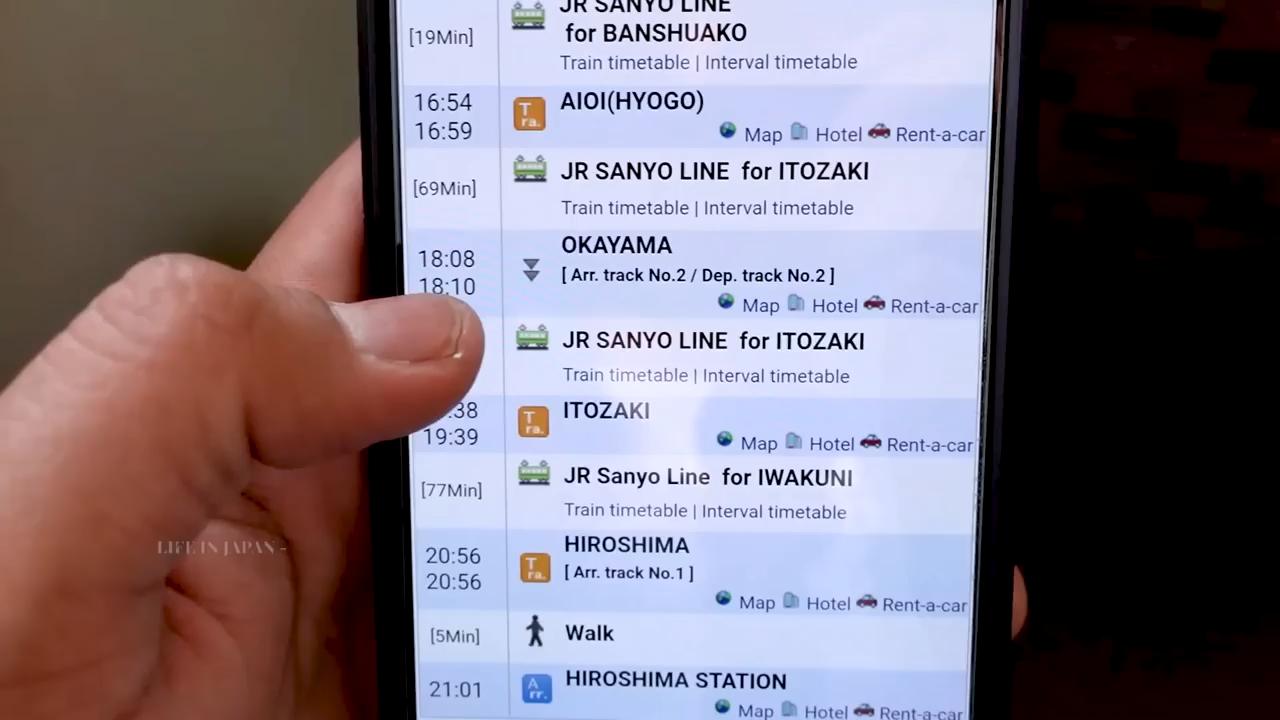 JR SANYO LINE
[19Min]
for BANSHUAKO
Train timetable | Interval timetable
16:54
16:59
T
ra.
AIOI(HYOGO)
Map Hotel Rent-a-car
[69Min]
JR SANYO LINE for ITOZAKI
Train timetable | Interval timetable
18:08
18:10
OKAYAMA
[ Arr. track No.2 / Dep. track No.2 ]
Map Hotel Rent-a-car
JR SANYO LINE for ITOZAKI
Train timetable | Interval timetable
:38
19:39
T
ra.
ITOZAKI
Map Hotel Rent-a-car
[77Min]
JR Sanyo Line for IWAKUNI
Train timetable | Interval timetable
20:56
20:56
T
ra.
HIROSHIMA
[ Arr. track No.1 ]
Map Hotel Rent-a-car
[5Min]
Walk
21:01
A
rr.
HIROSHIMA STATION
Map Hotel Rent-a-car
LIFE IN JAPAN -